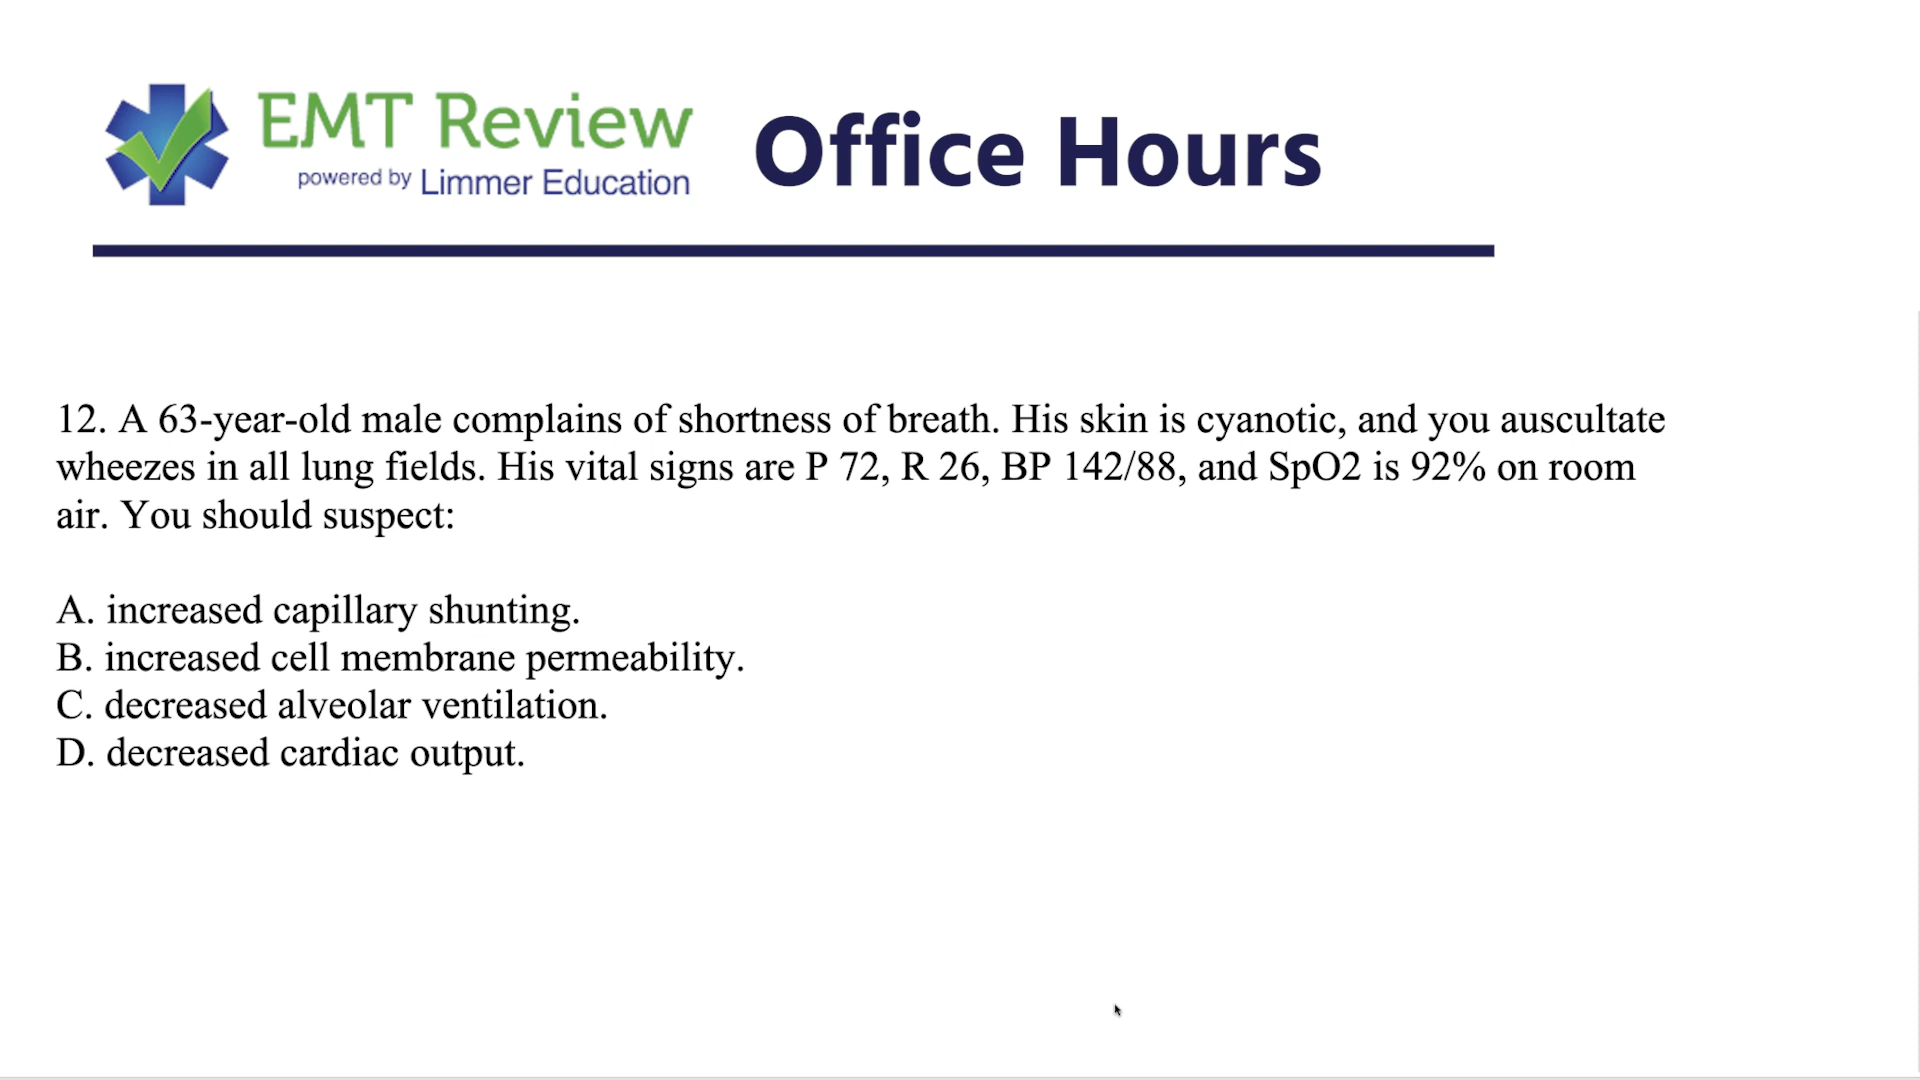 EMT Review
powered by Limmer Education
Office Hours
12. A 63-year-old male complains of shortness of breath. His skin is cyanotic, and you auscultate
wheezes in all lung fields. His vital signs are P 72, R 26, BP 142/88, and SpO2 is 92% on room
air. You should suspect:
A. increased capillary shunting.
B. increased cell membrane permeability.
C. decreased alveolar ventilation.
D. decreased cardiac output.